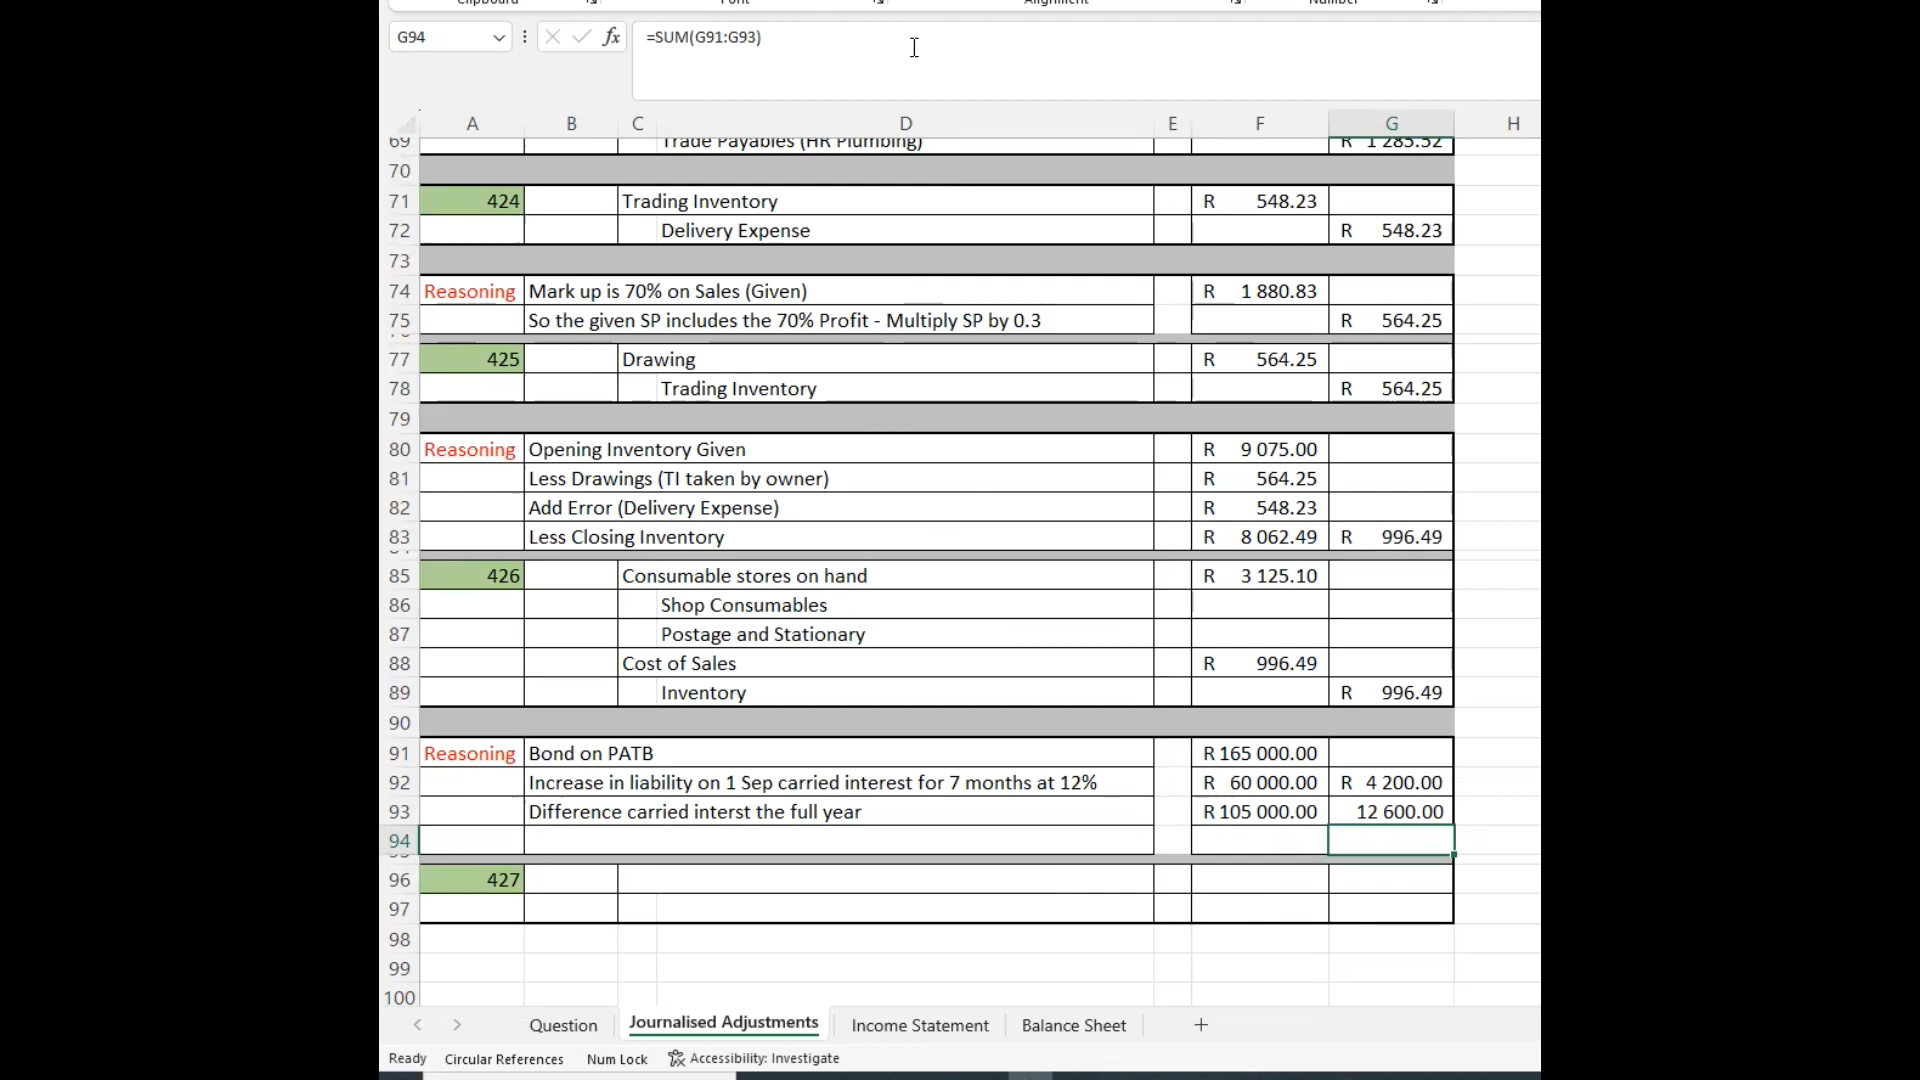 Clipboard Font Alignment Number
G94 fx =SUM(G91:G93)
A B C D E F G H
69 Trade Payables (HR Plumbing) R 1 285.52
70
71 424 Trading Inventory R 548.23
72 Delivery Expense R 548.23
73
74 Reasoning Mark up is 70% on Sales (Given) R 1 880.83
75 So the given SP includes the 70% Profit - Multiply SP by 0.3 R 564.25
77 425 Drawing R 564.25
78 Trading Inventory R 564.25
79
80 Reasoning Opening Inventory Given R 9 075.00
81 Less Drawings (TI taken by owner) R 564.25
82 Add Error (Delivery Expense) R 548.23
83 Less Closing Inventory R 8 062.49 R 996.49
85 426 Consumable stores on hand R 3 125.10
86 Shop Consumables
87 Postage and Stationary
88 Cost of Sales R 996.49
89 Inventory R 996.49
90
91 Reasoning Bond on PATB R 165 000.00
92 Increase in liability on 1 Sep carried interest for 7 months at 12% R 60 000.00 R 4 200.00
93 Difference carried interst the full year R 105 000.00 12 600.00
94
96 427
97
98
99
100
Question Journalised Adjustments Income Statement Balance Sheet
Ready Circular References Num Lock Accessibility: Investigate